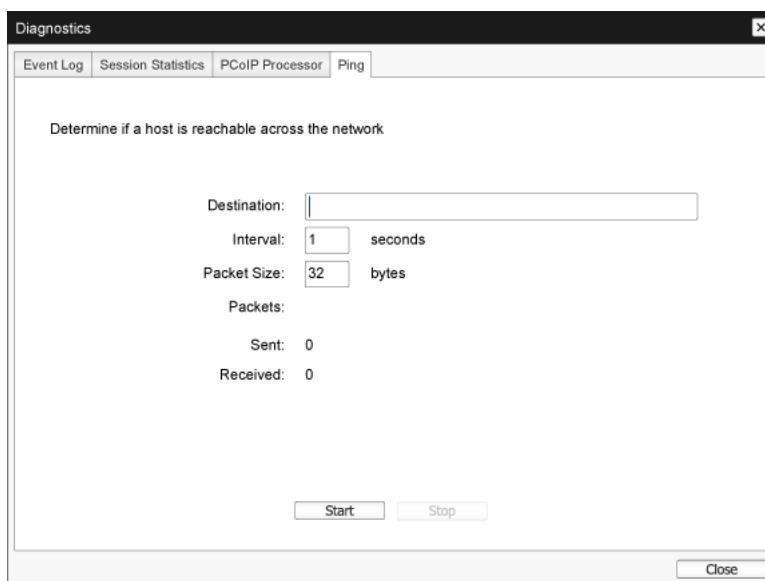 Diagnostics
Event Log Session Statistics PCoIP Processor Ping
Determine if a host is reachable across the network
Destination:
Interval: 1 seconds
Packet Size: 32 bytes
Packets:
Sent: 0
Received: 0
Start Stop
Close